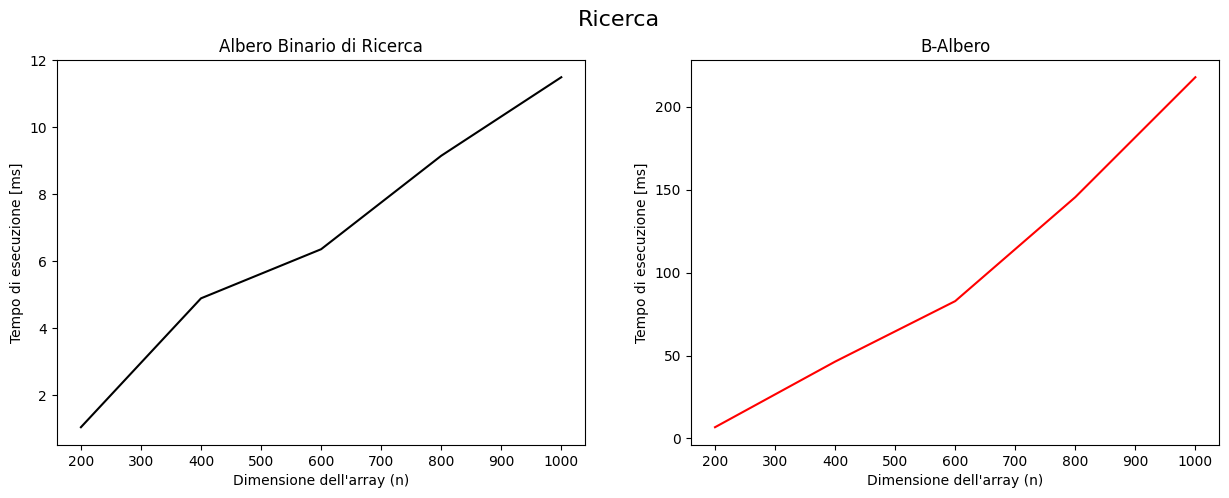 Ricerca
Albero Binario di Ricerca
12
10
8
6
4
2
Tempo di esecuzione [ms]
200 300 400 500 600 700 800 900 1000
Dimensione dell'array (n)
B-Albero
200
150
100
50
0
Tempo di esecuzione [ms]
200 300 400 500 600 700 800 900 1000
Dimensione dell'array (n)